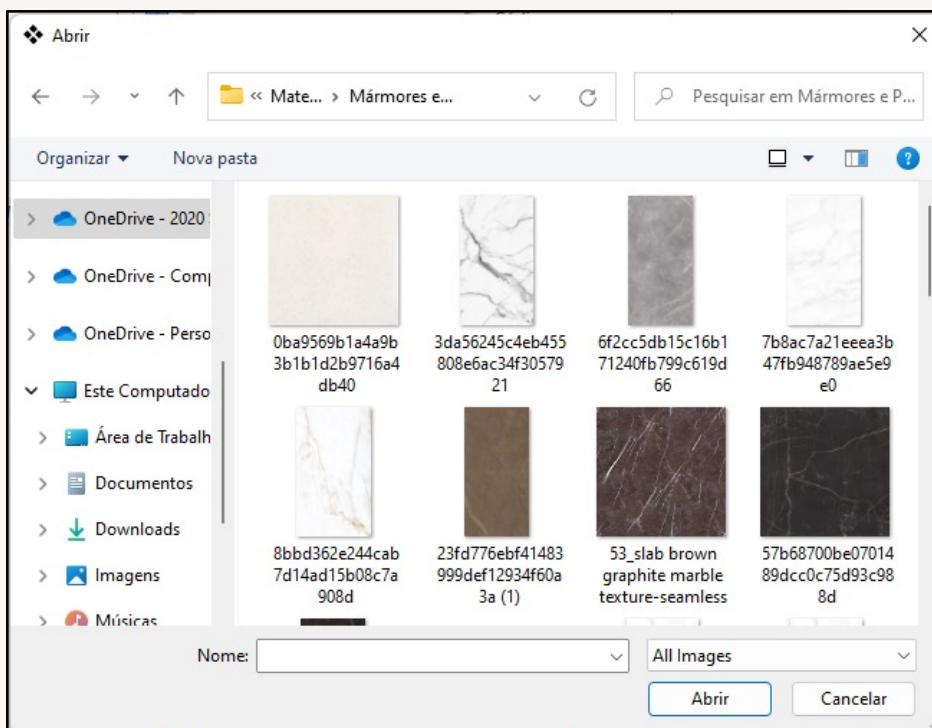 Abrir
« Mate... › Mármores e...
Pesquisar em Mármores e P...
Organizar
Nova pasta
OneDrive - 2020
OneDrive - Comp
OneDrive - Perso
Este Computado
Área de Trabalh
Documentos
Downloads
Imagens
Músicas
0ba9569b1a4a9b
3b1b1d2b9716a4
db40
3da56245c4eb455
808e6ac34f30579
21
6f2cc5db15c16b1
71240fb799c619d
66
7b8ac7a21eeea3b
47fb948789ae5e9
e0
8bbd362e244cab
7d14ad15b08c7a
908d
23fd776ebf41483
999def12934f60a
3a (1)
53_slab brown
graphite marble
texture-seamless
57b68700be07014
89dcc0c75d93c98
8d
Nome:
All Images
Abrir
Cancelar